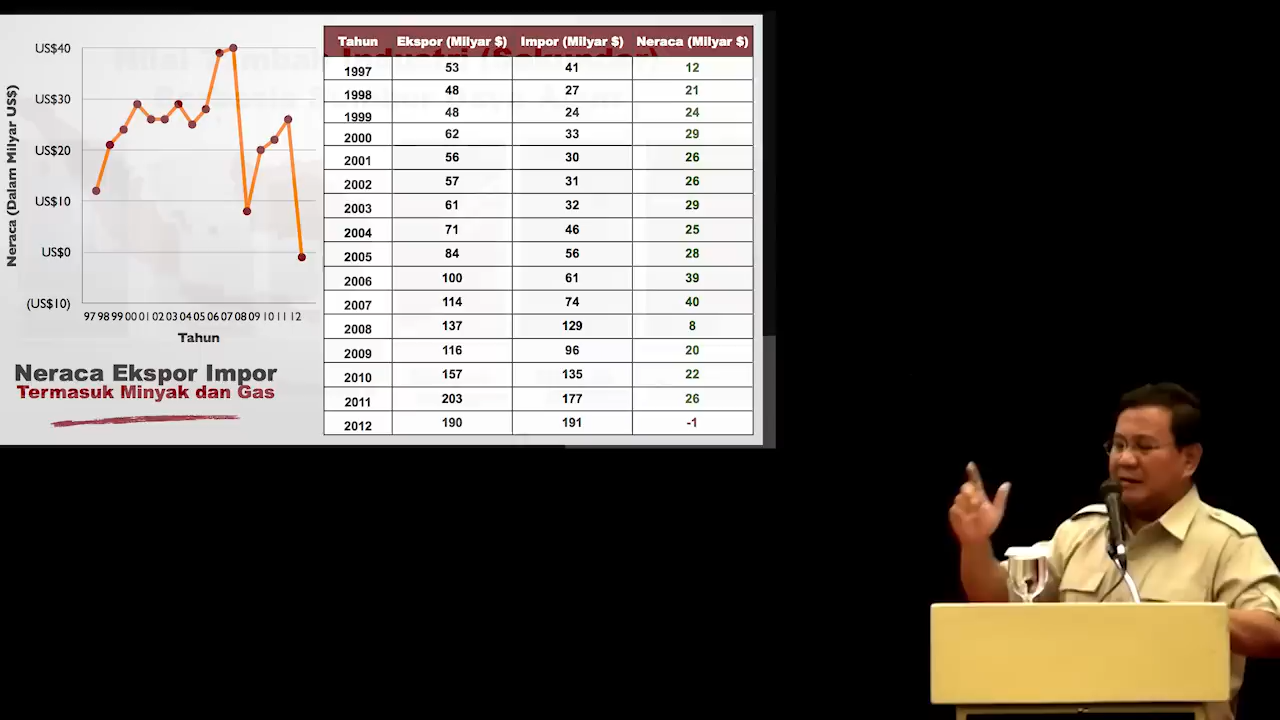 US$40
US$30
US$20
US$10
US$0
(US$10)
Neraca (Dalam Milyar US$)
97 98 99 00 01 02 03 04 05 06 07 08 09 10 11 12
Tahun
Neraca Ekspor Impor
Termasuk Minyak dan Gas
Tahun Ekspor (Milyar $) Impor (Milyar $) Neraca (Milyar $)
1997 53 41 12
1998 48 27 21
1999 48 24 24
2000 62 33 29
2001 56 30 26
2002 57 31 26
2003 61 32 29
2004 71 46 25
2005 84 56 28
2006 100 61 39
2007 114 74 40
2008 137 129 8
2009 116 96 20
2010 157 135 22
2011 203 177 26
2012 190 191 -1